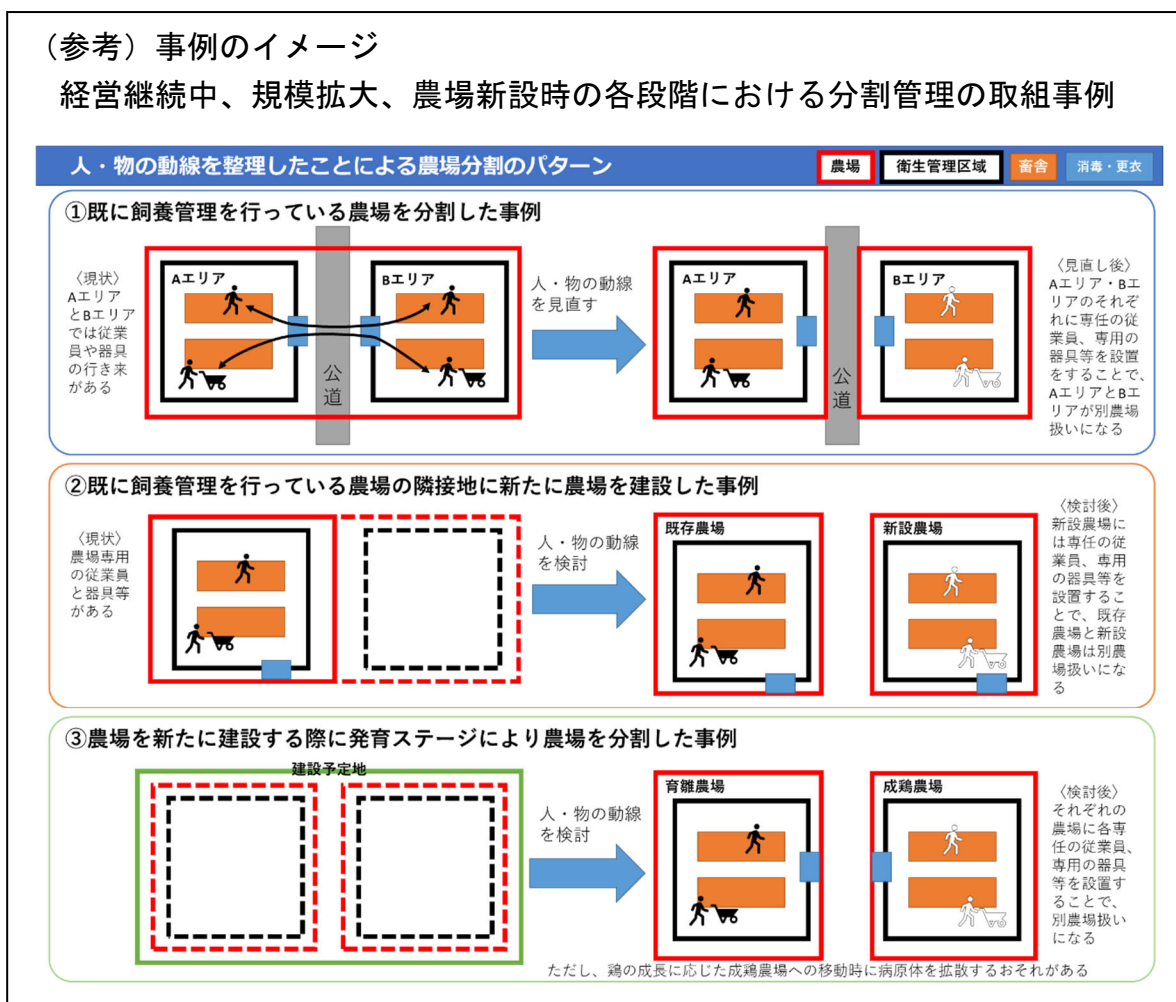 （参考）事例のイメージ
経営継続中、規模拡大、農場新設時の各段階における分割管理の取組事例
人・物の動線を整理したことによる農場分割のパターン
農場
衛生管理区域
畜舎
消毒・更衣
①既に飼養管理を行っている農場を分割した事例
〈現状〉
Aエリア
とBエリア
では従業
員や器具
の行き来
がある
Aエリア
公道
Bエリア
人・物の動線
を見直す
Aエリア
公道
Bエリア
〈見直し後〉
Aエリア・Bエ
リアのそれぞ
れに専任の従
業員、専用の
器具等を設置
をすることで、
AエリアとBエ
リアが別農場
扱いになる
②既に飼養管理を行っている農場の隣接地に新たに農場を建設した事例
〈現状〉
農場専用
の従業員
と器具等
がある
人・物の動線
を検討
既存農場
新設農場
〈検討後〉
新設農場に
は専任の従
業員、専用
の器具等を
設置するこ
とで、既存
農場と新設
農場は別農
場扱いにな
る
③農場を新たに建設する際に発育ステージにより農場を分割した事例
建設予定地
人・物の動線
を検討
育雛農場
成鶏農場
〈検討後〉
それぞれの
農場に各専
任の従業員、
専用の器具
等を設置す
ることで、
別農場扱い
になる
ただし、鶏の成長に応じた成鶏農場への移動時に病原体を拡散するおそれがある